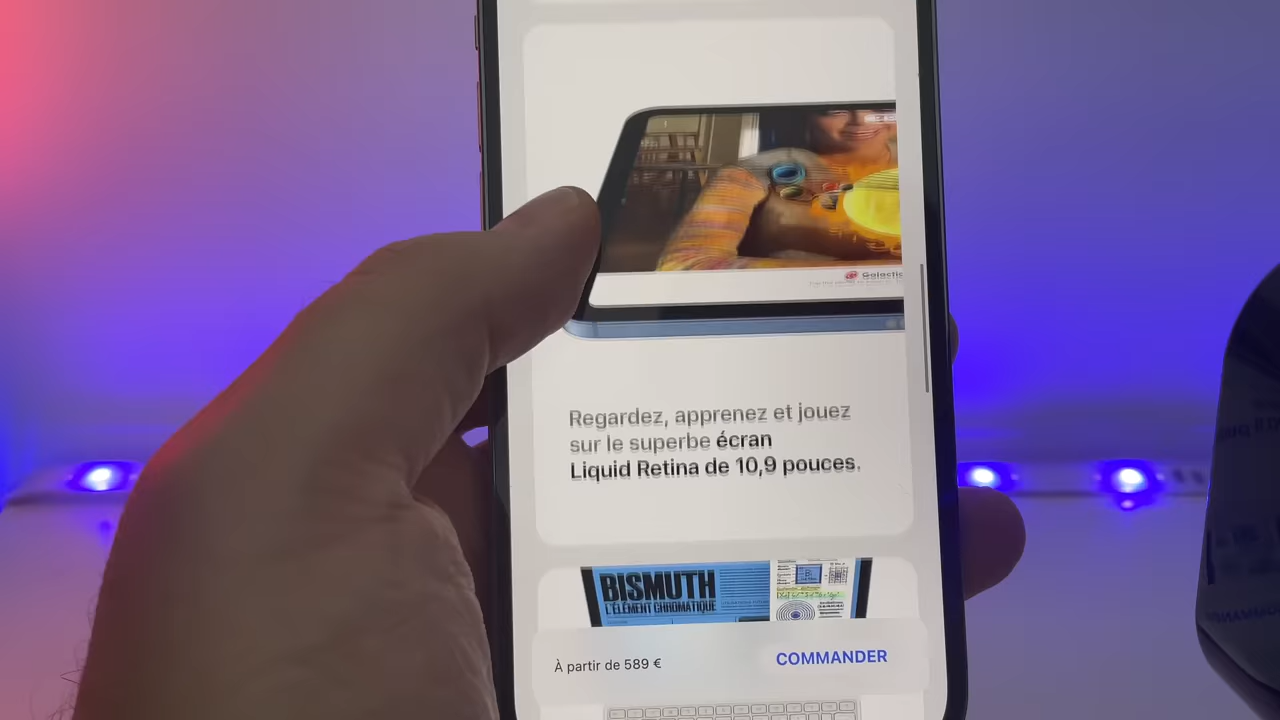 Regardez, apprenez et jouez
sur le superbe écran
Liquid Retina de 10,9 pouces.
BISMUTH
L'ÉLÉMENT CHROMATIQUE
À partir de 589 €
COMMANDER